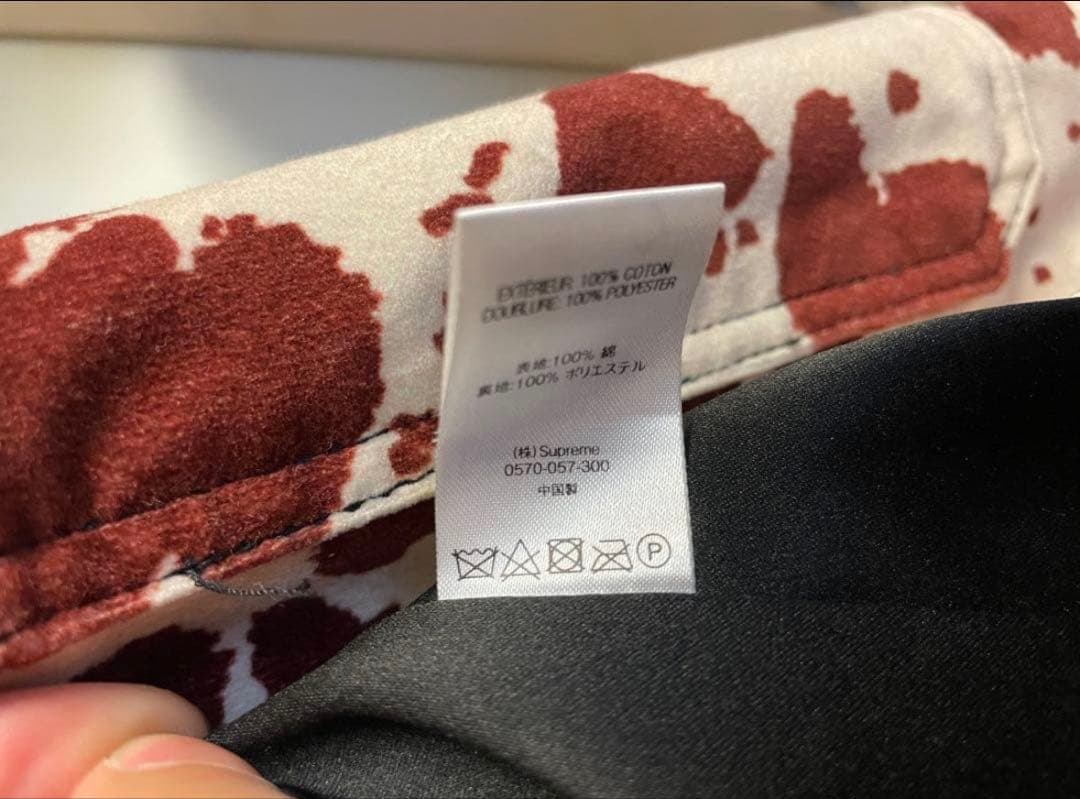 EXTÉRIEUR: 100% COTON
DOUBLURE: 100% POLYESTER
表地:100% 綿
裏地:100% ポリエステル
(株)Supreme
0570-057-300
中国製
P